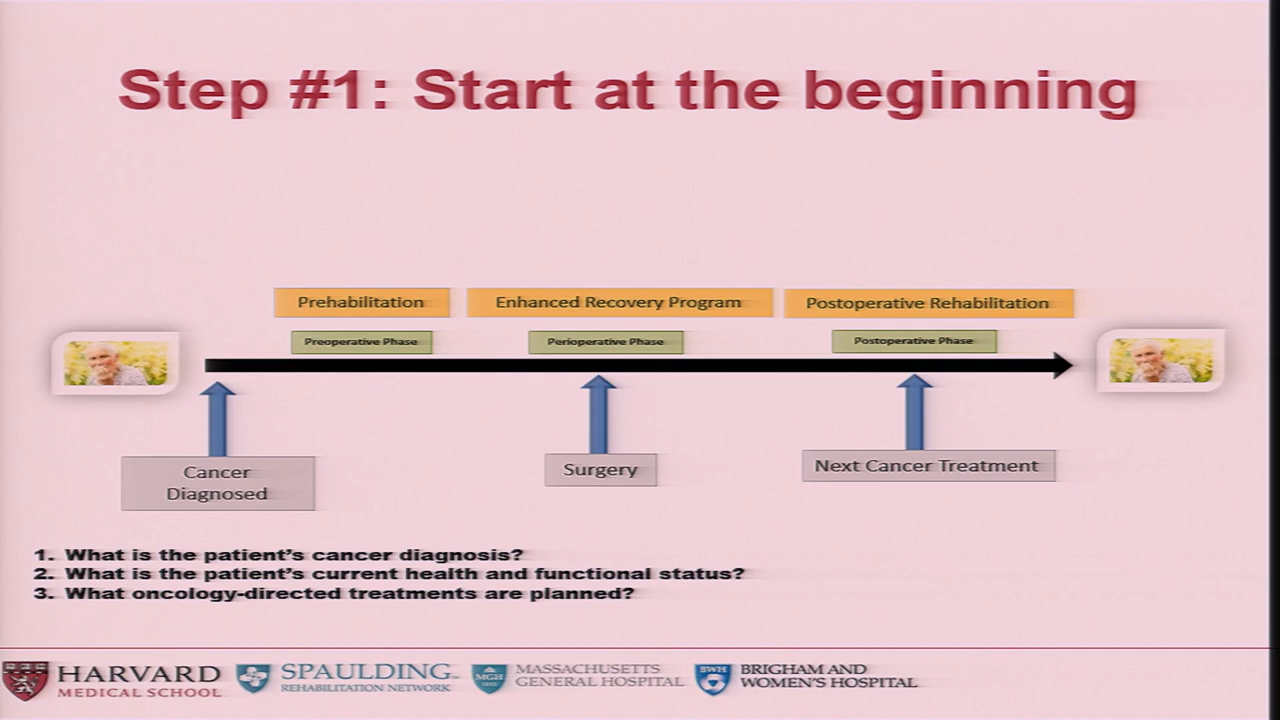 Step #1: Start at the beginning
Prehabilitation
Enhanced Recovery Program
Postoperative Rehabilitation
Preoperative Phase
Perioperative Phase
Postoperative Phase
Cancer
Diagnosed
Surgery
Next Cancer Treatment
1. What is the patient's cancer diagnosis?
2. What is the patient's current health and functional status?
3. What oncology-directed treatments are planned?
HARVARD
MEDICAL SCHOOL
SPAULDING
REHABILITATION NETWORK
MGH
1811
MASSACHUSETTS
GENERAL HOSPITAL
BWH
BRIGHAM AND
WOMEN'S HOSPITAL